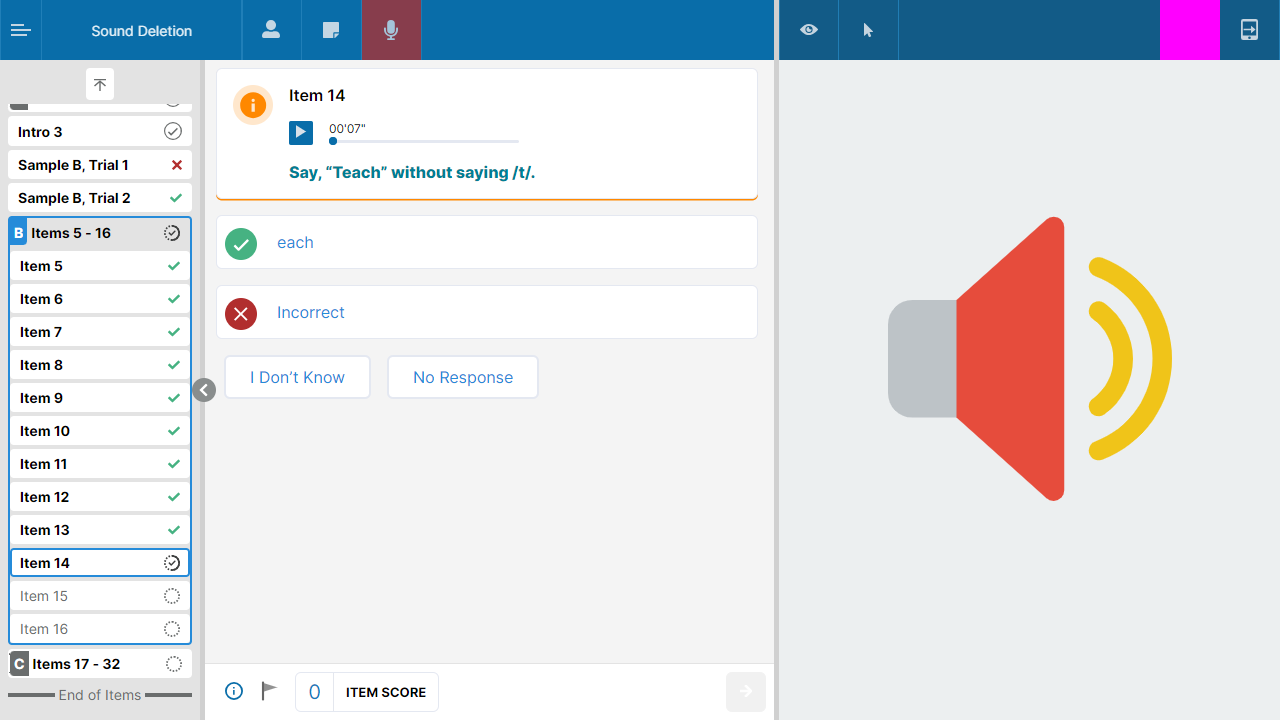 Sound Deletion
Intro 3
Sample B, Trial 1
Sample B, Trial 2
B Items 5 - 16
Item 5
Item 6
Item 7
Item 8
Item 9
Item 10
Item 11
Item 12
Item 13
Item 14
Item 15
Item 16
C Items 17 - 32
End of Items
Item 14
00'07"
Say, “Teach” without saying /t/.
each
Incorrect
I Don’t Know
No Response
0 ITEM SCORE